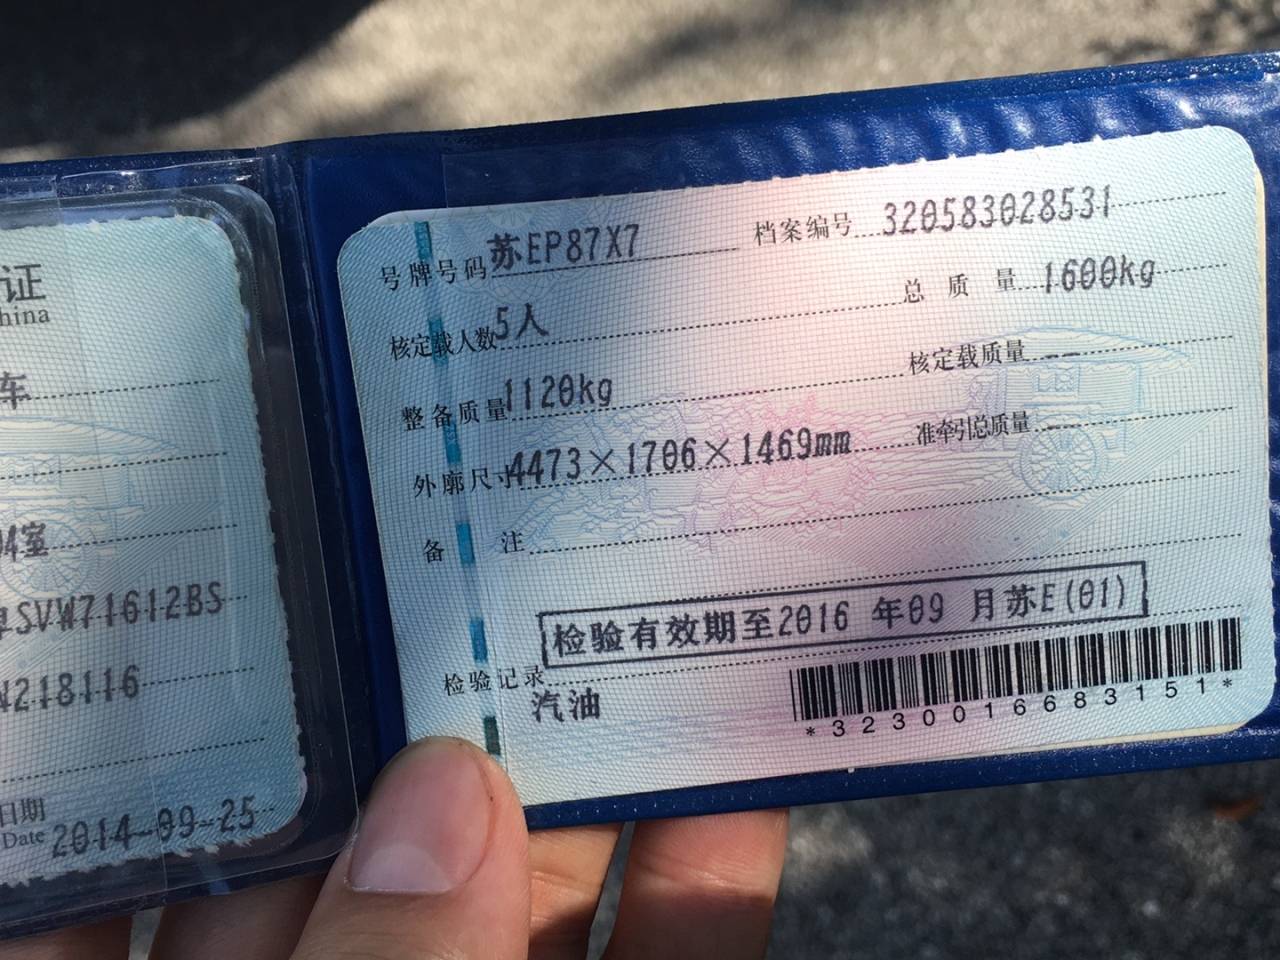 证
hina
车
04室
SVW71612BS
N218116
日期
Date 2014-09-25
号牌号码 苏EP87X7 档案编号 320583028531
核定载人数 5人 总质量 1600kg
整备质量 1120kg 核定载质量 --
外廓尺寸 4473×1706×1469mm 准牵引总质量 --
备注
检验有效期至2016 年09 月苏E(01)
检验记录
汽油
*3230016683151*